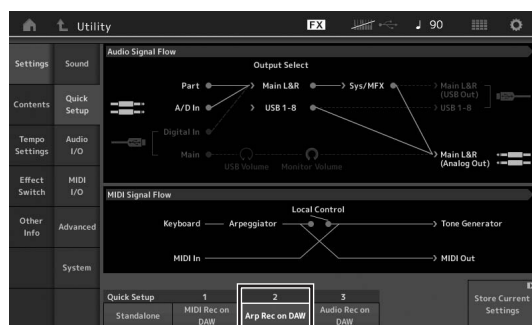 Utility
FX
♩ 90
Settings
Sound
Contents
Quick
Setup
Tempo
Settings
Audio
I/O
Effect
Switch
MIDI
I/O
Other
Info
Advanced
System
Audio Signal Flow
Output Select
Part
Main L&R
Sys/MFX
Main L&R
(USB Out)
A/D In
USB 1-8
USB 1-8
Digital In
Main
USB Volume
Monitor Volume
Main L&R
(Analog Out)
MIDI Signal Flow
Local Control
Keyboard
Arpeggiator
Tone Generator
MIDI In
MIDI Out
Quick Setup
1
2
3
Standalone
MIDI Rec on
DAW
Arp Rec on DAW
Audio Rec on
DAW
Store Current
Settings